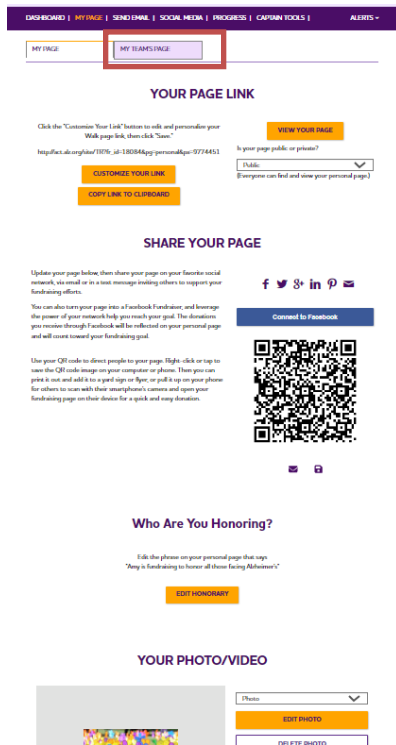 DASHBOARD | MY PAGE | SEND EMAIL | SOCIAL MEDIA | PROGRESS | CAPTAIN TOOLS | ALERTS
MY PAGE
MY TEAM'S PAGE
YOUR PAGE LINK
Click the "Customize Your Link" button to edit and personalize your
Walk page link, then click "Save."
http://act.alz.org/site/TR?fr_id=18084&pg=personal&px=9774451
CUSTOMIZE YOUR LINK
COPY LINK TO CLIPBOARD
VIEW YOUR PAGE
Is your page public or private?
Public
(Everyone can find and view your personal page.)
SHARE YOUR PAGE
Update your page below, then share your page on your favorite social
network, via email or in a text message inviting others to support your
fundraising efforts.
You can also turn your page into a Facebook Fundraiser, and leverage
the power of your network help you reach your goal. The donations
you receive through Facebook will be reflected on your personal page
and will count toward your fundraising goal.
Use your QR code to direct people to your page. Right-click or tap to
save the QR code image on your computer or phone. Then you can
print it out and add it to a yard sign or flyer, or pull it up on your phone
for others to scan with their smartphone's camera and open your
fundraising page on their device for a quick and easy donation.
Connect to Facebook
Who Are You Honoring?
Edit the phrase on your personal page that says
"Amy is fundraising to honor all those facing Alzheimer's"
EDIT HONORARY
YOUR PHOTO/VIDEO
Photo
EDIT PHOTO
DELETE PHOTO